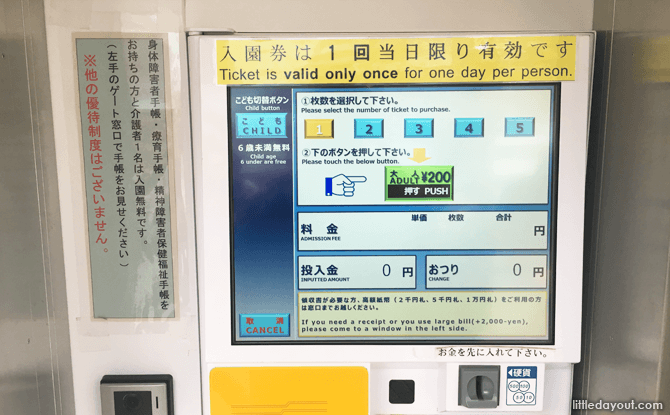 身体障害者手帳・療育手帳・精神障害者保健福祉手帳を
お持ちの方と介護者1名は入園無料です。
（左手のゲート窓口で手帳をお見せください）
※他の優待制度はございません。
入園券は1回当日限り有効です
Ticket is valid only once for one day per person.
こども切替ボタン
Child button
こども
CHILD
6歳未満無料
Child age
6 under are free
①枚数を選択して下さい。
Please select the number of ticket to purchase.
1 2 3 4 5
②下のボタンを押して下さい。
Please touch the below button.
大人 ¥200
ADULT
押す PUSH
単価 枚数 合計
料金 円
ADMISSION FEE
投入金 0 円
INPUTTED AMOUNT
おつり 0 円
CHANGE
取消
CANCEL
領収書が必要な方、高額紙幣（2千円札、5千円札、1万円札）をご利用の方
は窓口までお越しください。
If you need a receipt or you use large bill(+2,000-yen),
please come to a window in the left side.
お金を先に入れて下さい。
硬貨
500 100
50 10
littledayout.com